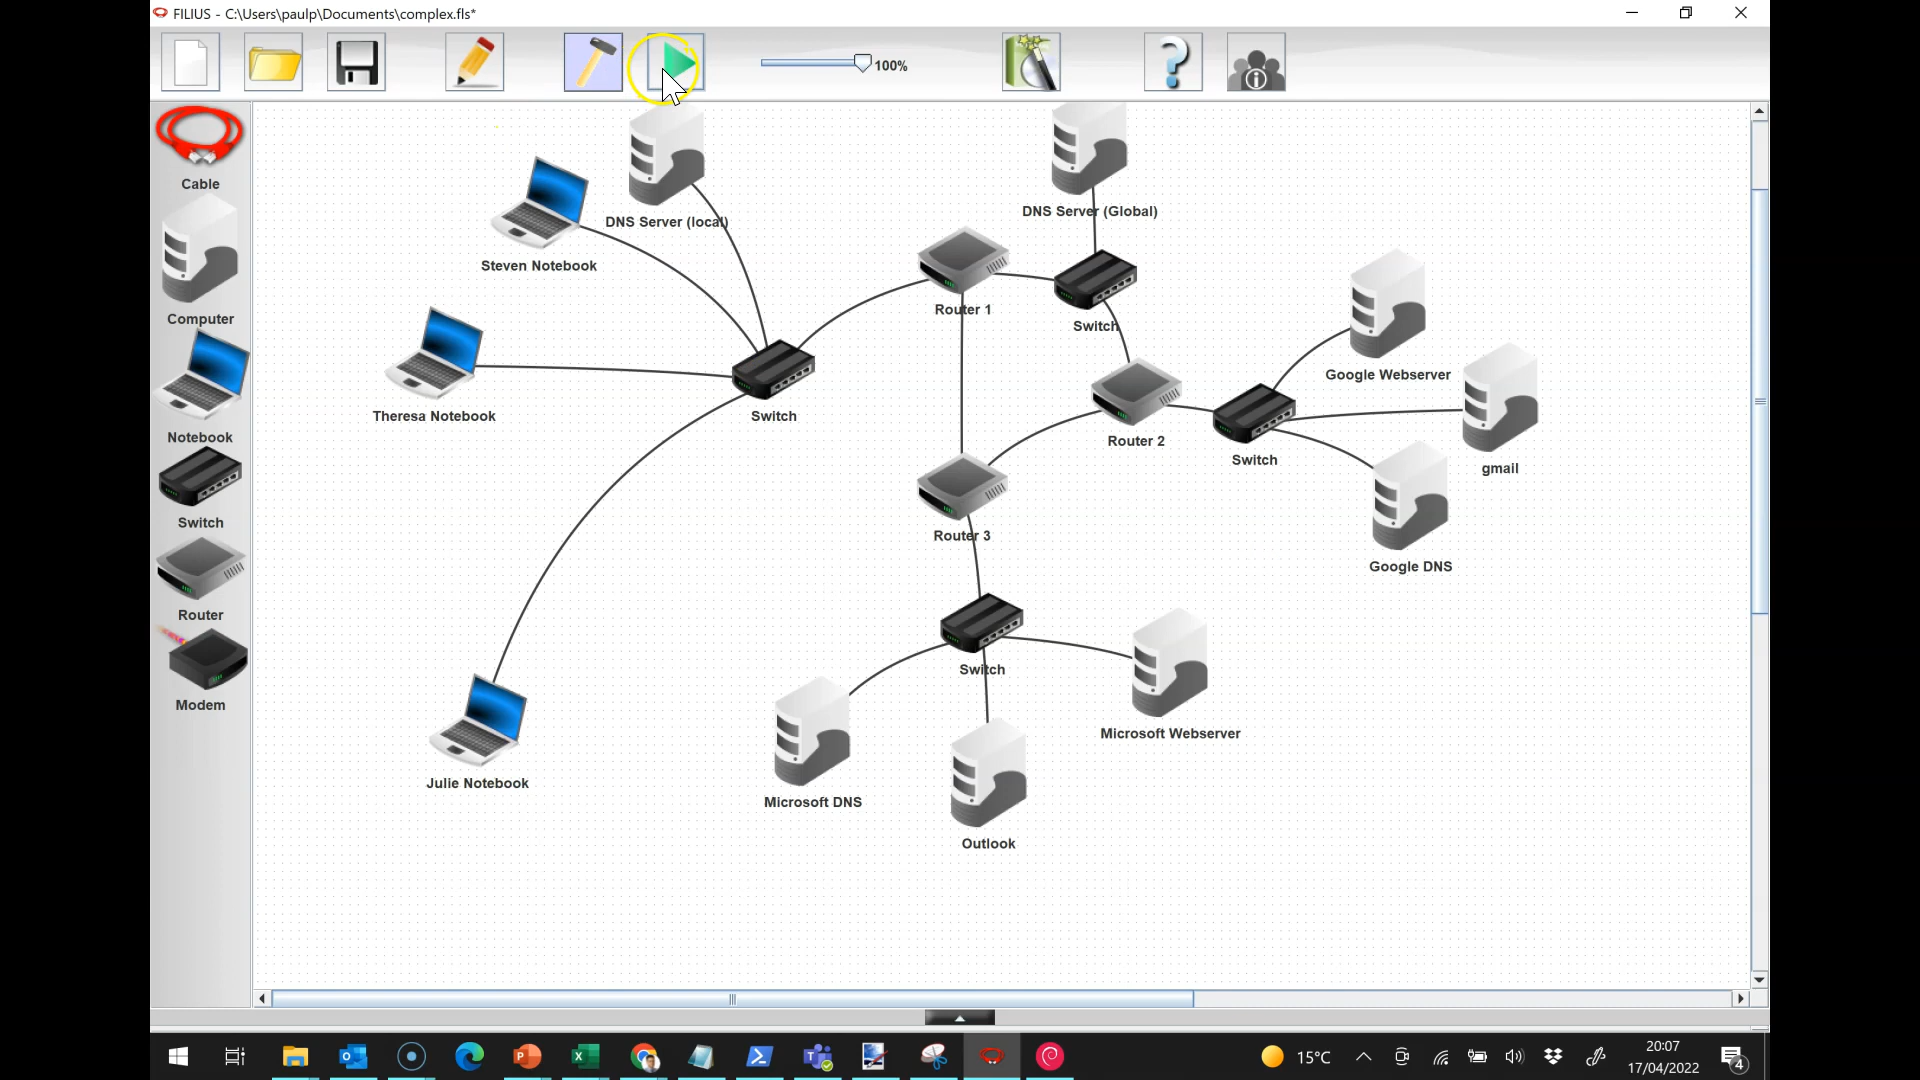 FILIUS - C:\Users\paulp\Documents\complex.fls*
100%
Cable
Computer
Notebook
Switch
Router
Modem
DNS Server (local)
DNS Server (Global)
Steven Notebook
Router 1
Switch
Google Webserver
Theresa Notebook
Switch
Router 2
Switch
gmail
Router 3
Google DNS
Switch
Microsoft Webserver
Julie Notebook
Microsoft DNS
Outlook
15°C
20:07
17/04/2022
4